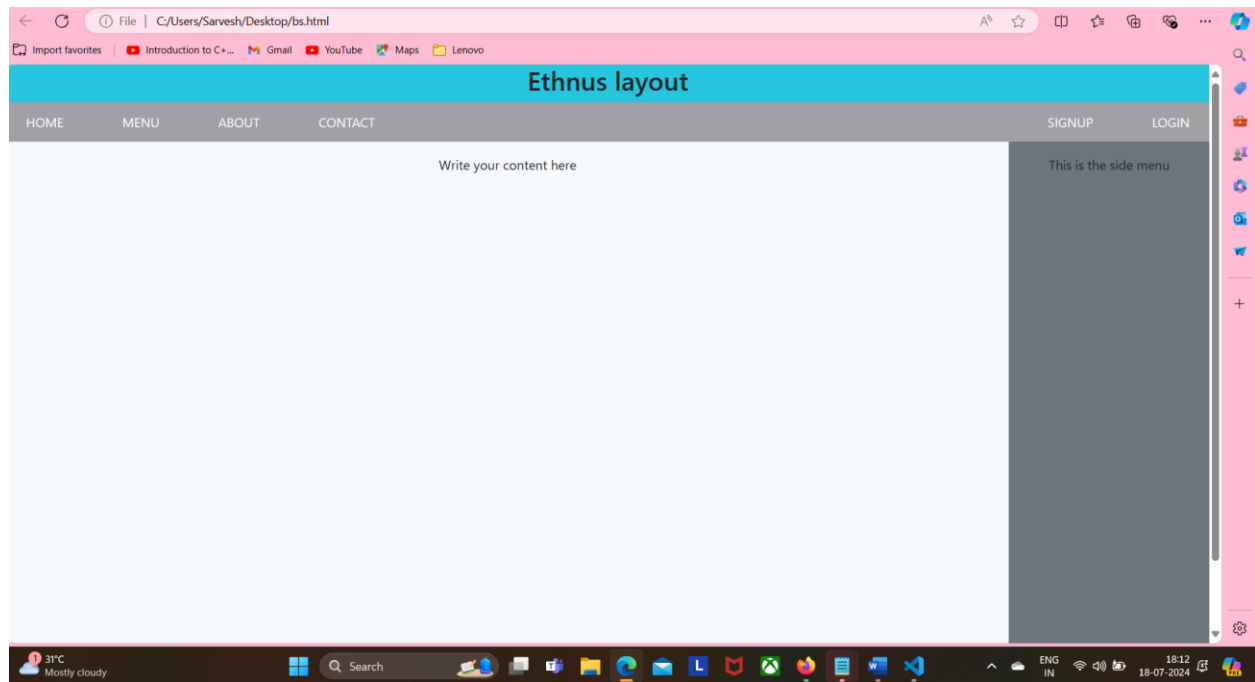 File | C:/Users/Sarvesh/Desktop/bs.html
Import favorites Introduction to C+... Gmail YouTube Maps Lenovo
Ethnus layout
HOME MENU ABOUT CONTACT SIGNUP LOGIN
Write your content here This is the side menu
1 31°C
Mostly cloudy
Search
ENG
IN
18:12
18-07-2024